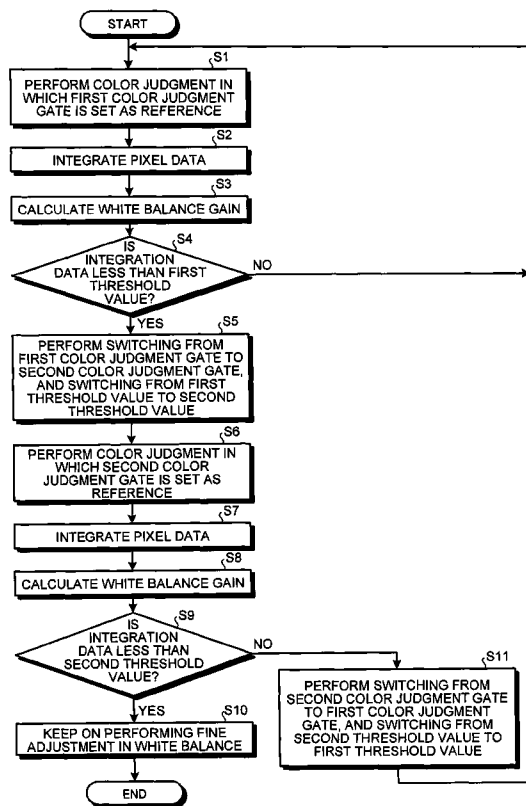 START
S1
PERFORM COLOR JUDGMENT IN
WHICH FIRST COLOR JUDGMENT
GATE IS SET AS REFERENCE
S2
INTEGRATE PIXEL DATA
S3
CALCULATE WHITE BALANCE GAIN
S4
IS
INTEGRATION
DATA LESS THAN FIRST
THRESHOLD
VALUE?
NO
YES
S5
PERFORM SWITCHING FROM
FIRST COLOR JUDGMENT GATE TO
SECOND COLOR JUDGMENT GATE,
AND SWITCHING FROM FIRST
THRESHOLD VALUE TO SECOND
THRESHOLD VALUE
S6
PERFORM COLOR JUDGMENT IN
WHICH SECOND COLOR
JUDGMENT GATE IS SET AS
REFERENCE
S7
INTEGRATE PIXEL DATA
S8
CALCULATE WHITE BALANCE GAIN
S9
IS
INTEGRATION
DATA LESS THAN
SECOND THRESHOLD
VALUE?
NO
YES
S10
KEEP ON PERFORMING FINE
ADJUSTMENT IN WHITE BALANCE
END
S11
PERFORM SWITCHING FROM
SECOND COLOR JUDGMENT GATE
TO FIRST COLOR JUDGMENT
GATE, AND SWITCHING FROM
SECOND THRESHOLD VALUE TO
FIRST THRESHOLD VALUE